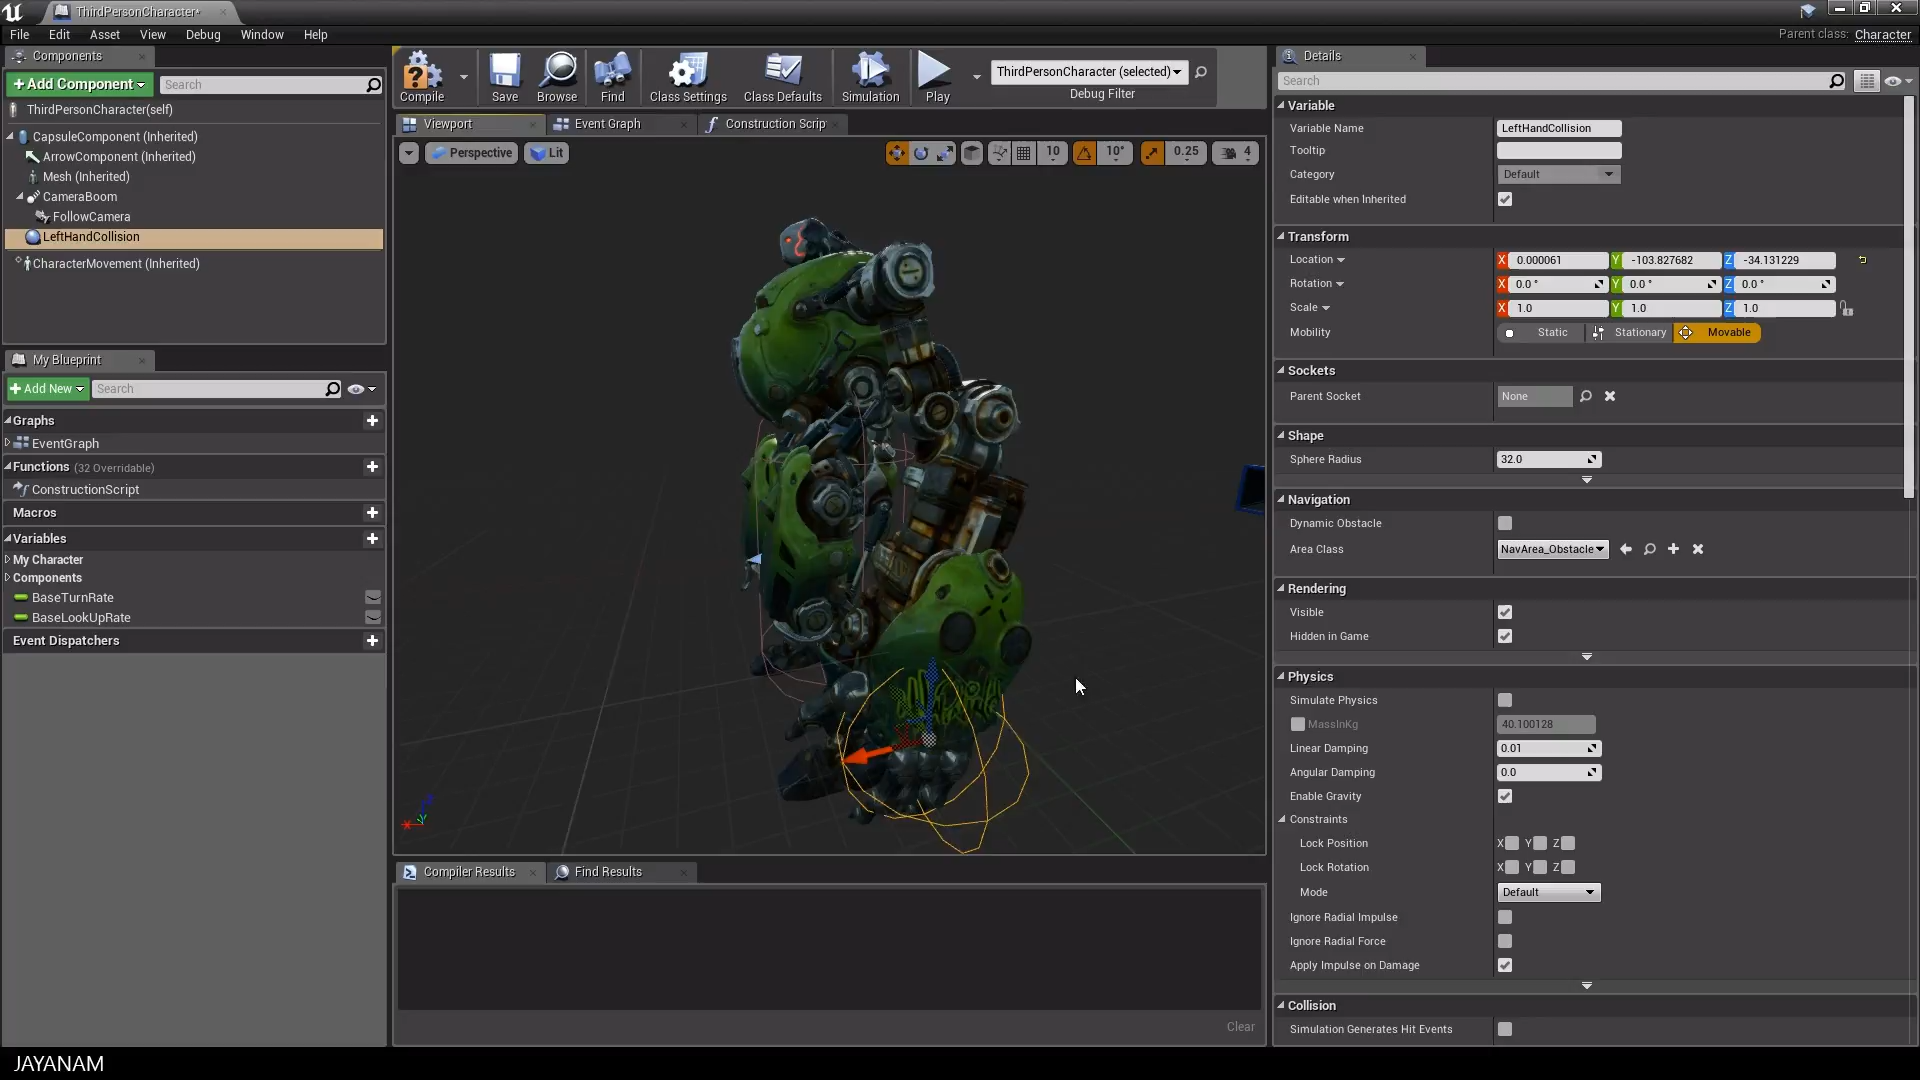 ThirdPersonCharacter*
File Edit Asset View Debug Window Help
Parent class: Character
Components
+Add Component
Search
ThirdPersonCharacter(self)
CapsuleComponent (Inherited)
ArrowComponent (Inherited)
Mesh (Inherited)
CameraBoom
FollowCamera
LeftHandCollision
CharacterMovement (Inherited)
My Blueprint
+Add New
Search
Graphs
EventGraph
Functions (32 Overridable)
ConstructionScript
Macros
Variables
My Character
Components
BaseTurnRate
BaseLookUpRate
Event Dispatchers
Compile Save Browse Find Class Settings Class Defaults Simulation Play
ThirdPersonCharacter (selected)
Debug Filter
Viewport Event Graph Construction Scrip
Perspective Lit
10 10° 0.25 4
Compiler Results Find Results
Clear
Details
Search
Variable
Variable Name LeftHandCollision
Tooltip
Category Default
Editable when Inherited
Transform
Location X 0.000061 Y -103.827682 Z -34.131229
Rotation X 0.0 ° Y 0.0 ° Z 0.0 °
Scale X 1.0 Y 1.0 Z 1.0
Mobility Static Stationary Movable
Sockets
Parent Socket None
Shape
Sphere Radius 32.0
Navigation
Dynamic Obstacle
Area Class NavArea_Obstacle
Rendering
Visible
Hidden in Game
Physics
Simulate Physics
MassInKg 40.100128
Linear Damping 0.01
Angular Damping 0.0
Enable Gravity
Constraints
Lock Position X Y Z
Lock Rotation X Y Z
Mode Default
Ignore Radial Impulse
Ignore Radial Force
Apply Impulse on Damage
Collision
Simulation Generates Hit Events
JAYANAM